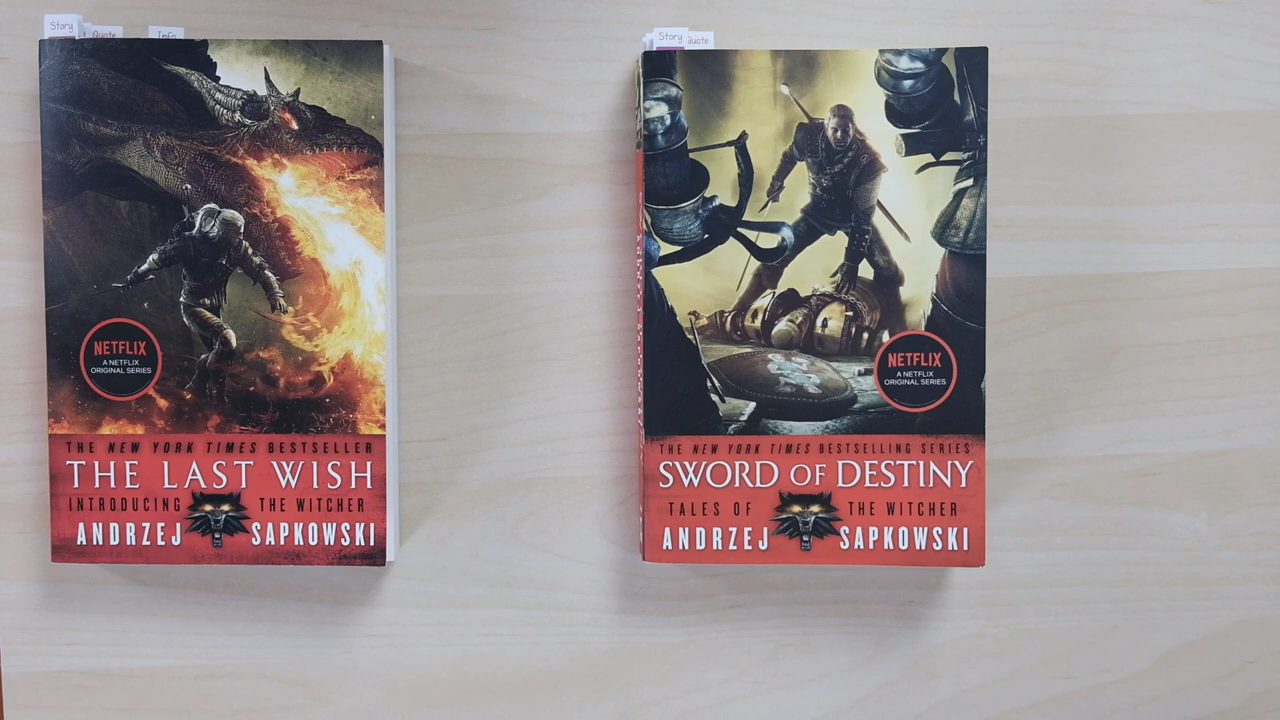 Story
Quote
Info
NETFLIX
A NETFLIX
ORIGINAL SERIES
THE NEW YORK TIMES BESTSELLER
THE LAST WISH
INTRODUCING THE WITCHER
ANDRZEJ SAPKOWSKI
Story
Quote
NETFLIX
A NETFLIX
ORIGINAL SERIES
THE NEW YORK TIMES BESTSELLING SERIES
SWORD OF DESTINY
TALES OF THE WITCHER
ANDRZEJ SAPKOWSKI